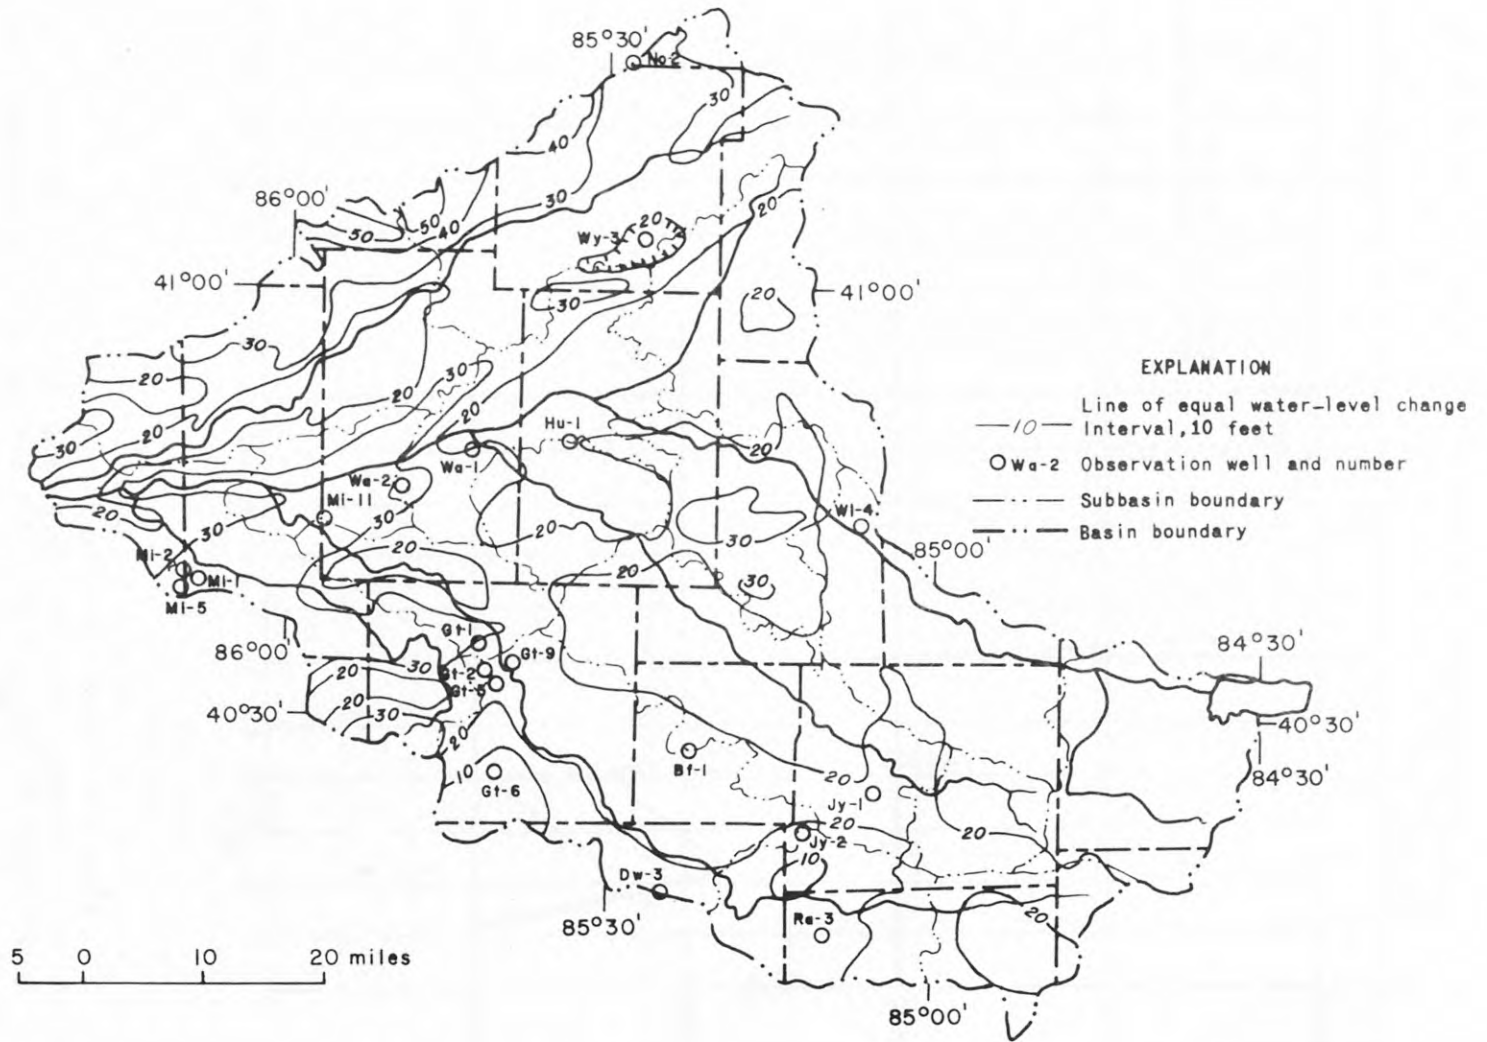 85°30'
No-2
30
40
86°00'
30
50
50
40
50
20
20
Wy-3
41°00'
41°00'
20
30
30
EXPLANATION
20
30
20
Line of equal water-level change
—10— Interval, 10 feet
20
Hu-1
20
30
Wa-1
Wa-2 Observation well and number
Wa-2
Mi-11
Subbasin boundary
20
30
30
20
30
Wl-4
Basin boundary
Mi-2
20
20
85°00'
Mi-1
30
Mi-5
Gt-1
84°30'
86°00'
20
30
Gt-2
Gt-9
20
Gt-5
40°30'
30
20
40°30'
10
Bf-1
20
84°30'
Gt-6
Jy-1
20
20
Jy-2
10
Dw-3
20
85°30'
Ra-3
5 0 10 20 miles
85°00'